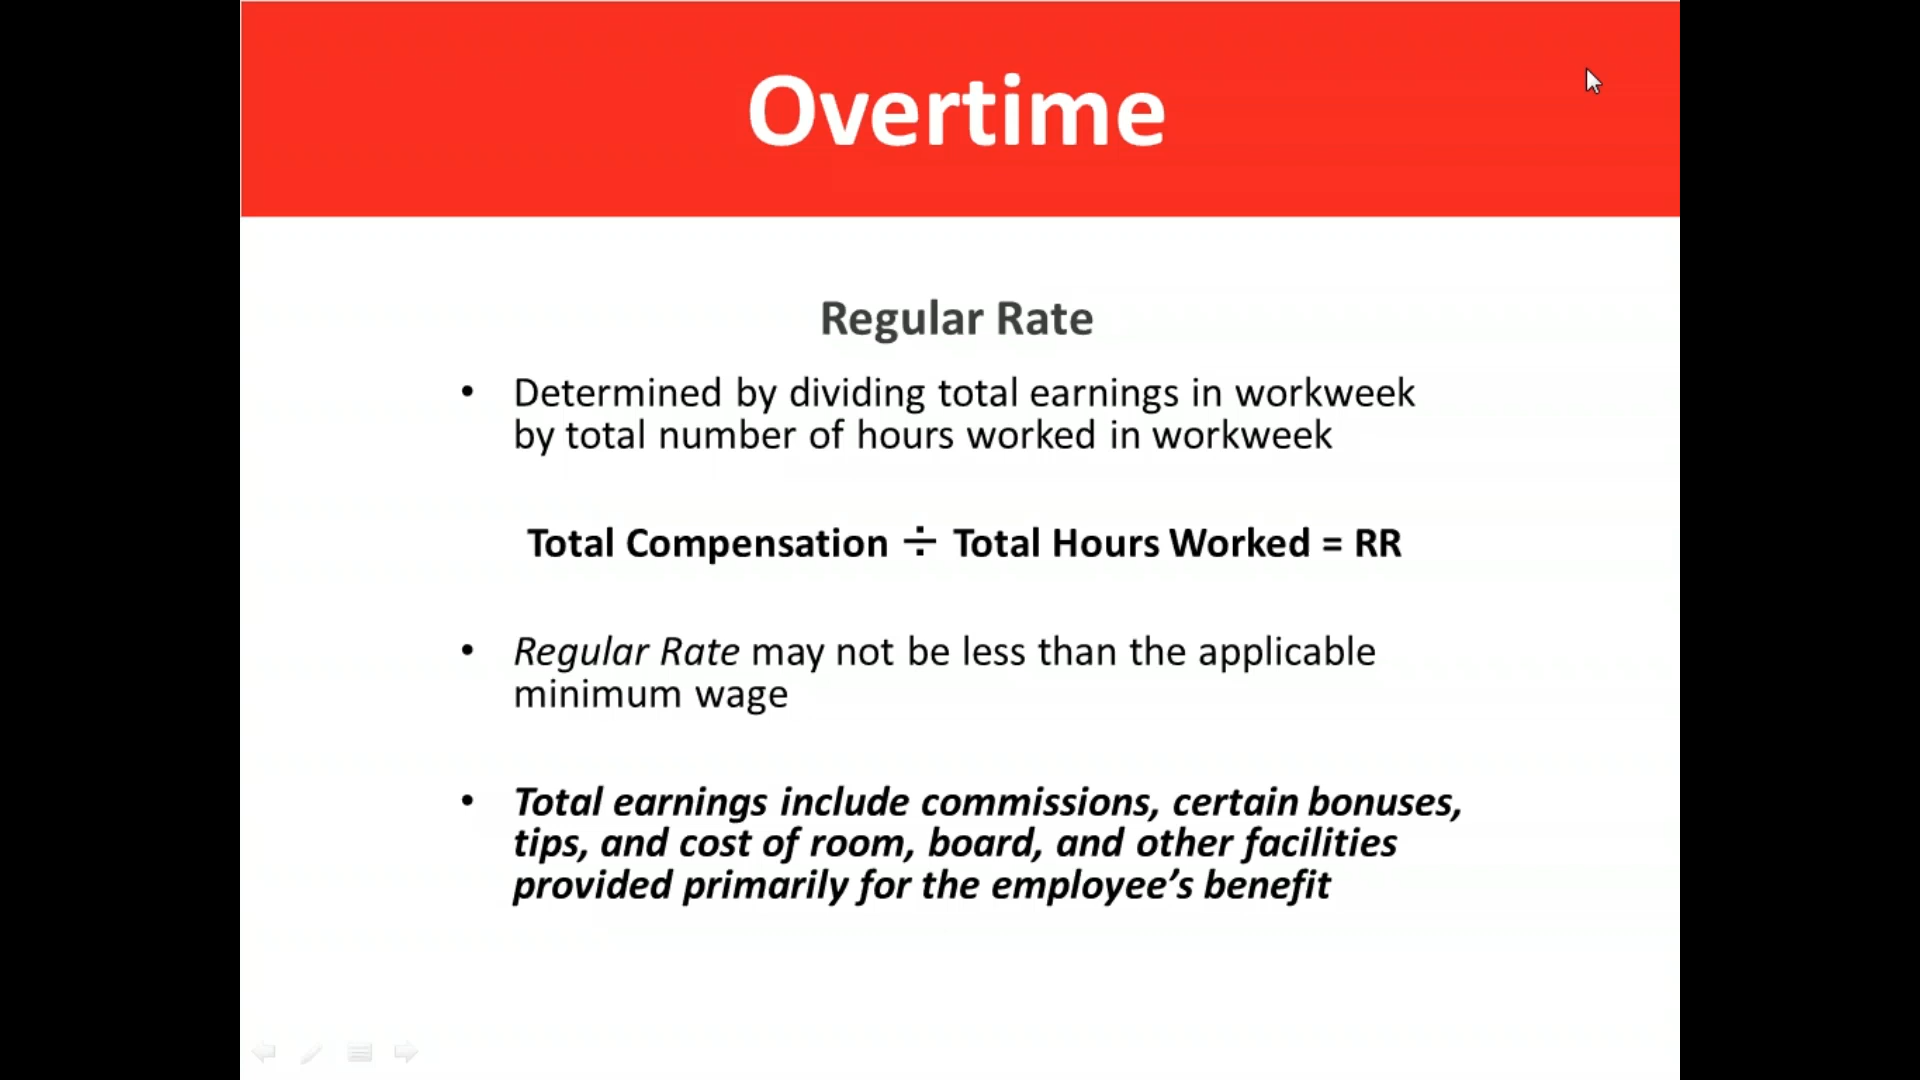 Overtime
Regular Rate
• Determined by dividing total earnings in workweek
by total number of hours worked in workweek
Total Compensation ÷ Total Hours Worked = RR
• Regular Rate may not be less than the applicable
minimum wage
• Total earnings include commissions, certain bonuses,
tips, and cost of room, board, and other facilities
provided primarily for the employee’s benefit